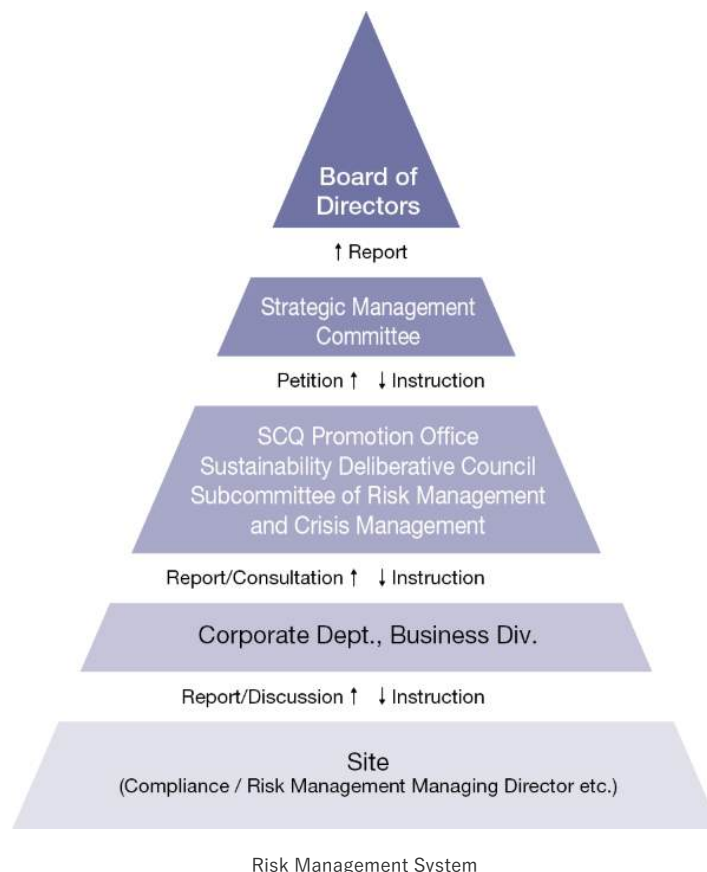 Board of
Directors
↑ Report
Strategic Management
Committee
Petition ↑ ↓ Instruction
SCQ Promotion Office
Sustainability Deliberative Council
Subcommittee of Risk Management
and Crisis Management
Report/Consultation ↑ ↓ Instruction
Corporate Dept., Business Div.
Report/Discussion ↑ ↓ Instruction
Site
(Compliance / Risk Management Managing Director etc.)
Risk Management System